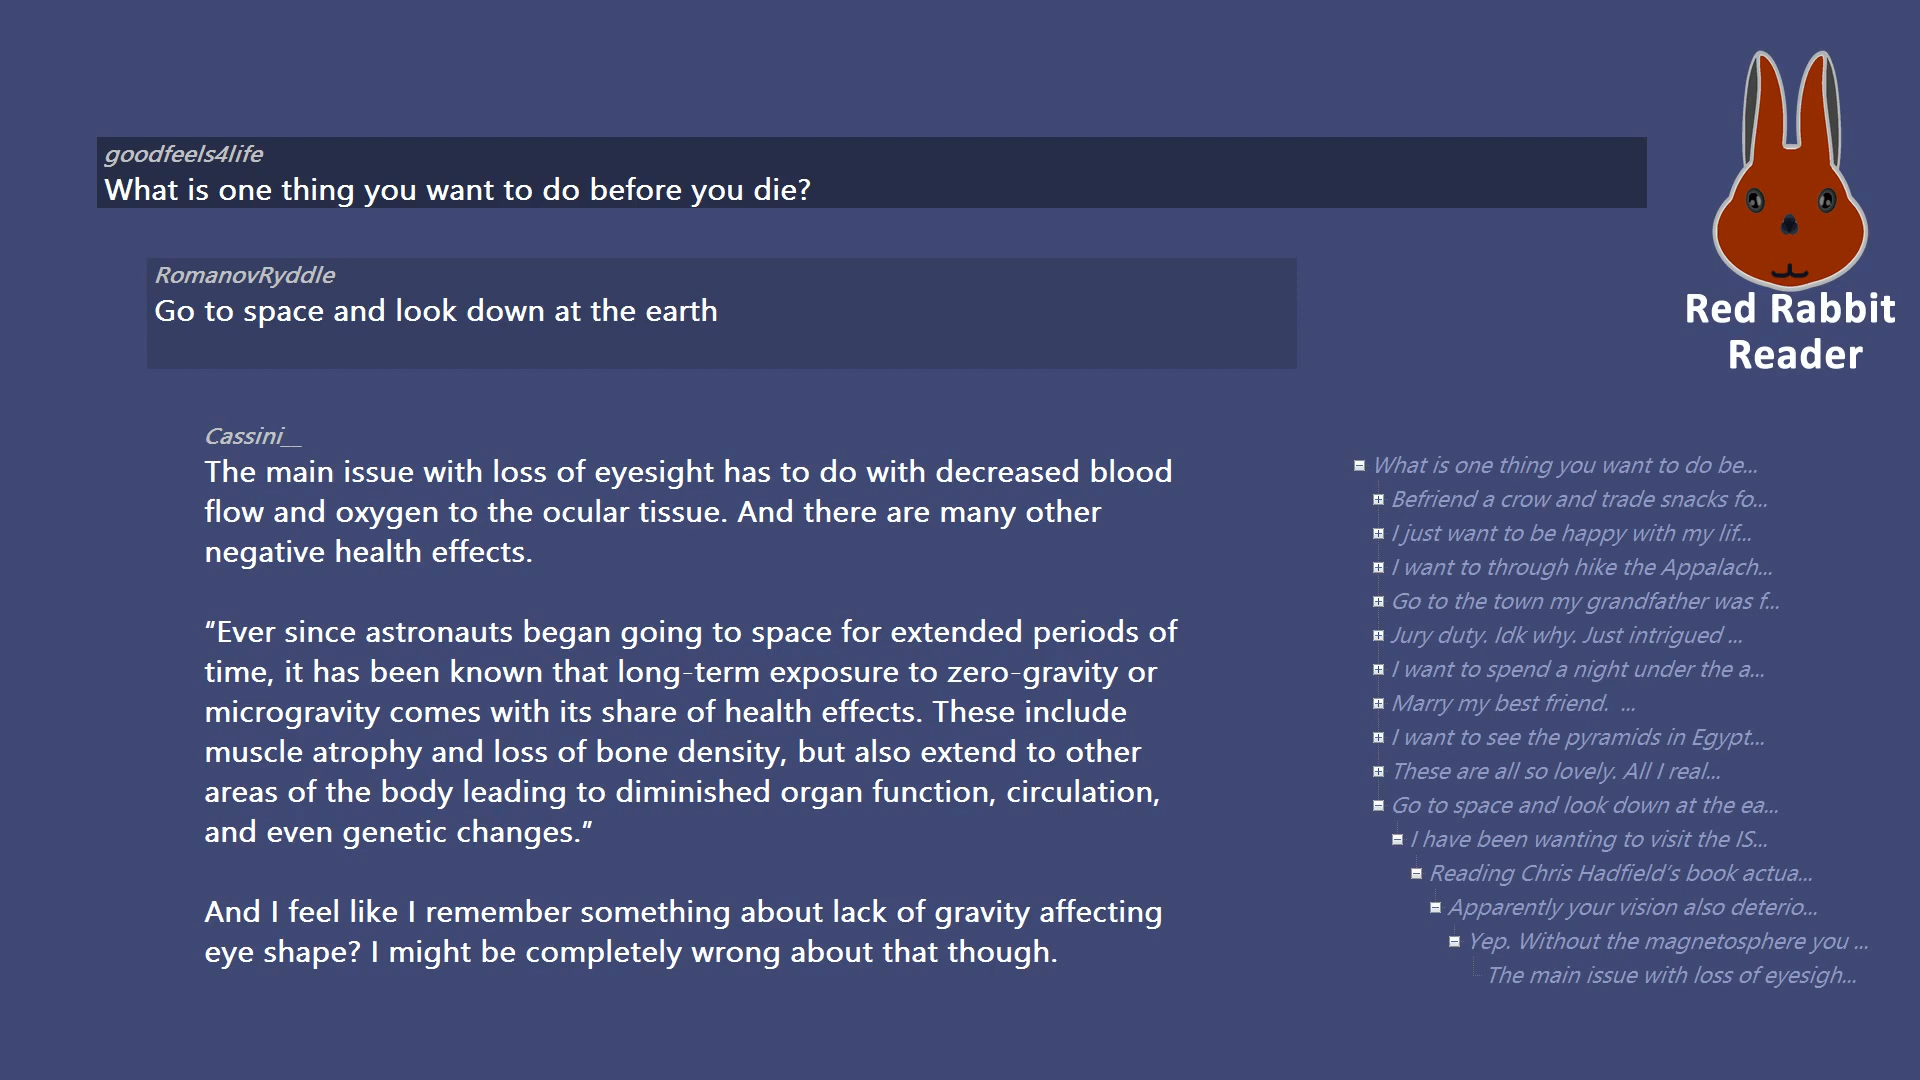 goodfeels4life
What is one thing you want to do before you die?
RomanovRyddle
Go to space and look down at the earth
Red Rabbit
Reader
Cassini__
The main issue with loss of eyesight has to do with decreased blood
flow and oxygen to the ocular tissue. And there are many other
negative health effects.
"Ever since astronauts began going to space for extended periods of
time, it has been known that long-term exposure to zero-gravity or
microgravity comes with its share of health effects. These include
muscle atrophy and loss of bone density, but also extend to other
areas of the body leading to diminished organ function, circulation,
and even genetic changes."
And I feel like I remember something about lack of gravity affecting
eye shape? I might be completely wrong about that though.
What is one thing you want to do be...
Befriend a crow and trade snacks fo...
I just want to be happy with my lif...
I want to through hike the Appalach...
Go to the town my grandfather was f...
Jury duty. Idk why. Just intrigued ...
I want to spend a night under the a...
Marry my best friend. ...
I want to see the pyramids in Egypt...
These are all so lovely. All I real...
Go to space and look down at the ea...
I have been wanting to visit the IS...
Reading Chris Hadfield's book actua...
Apparently your vision also deterio...
Yep. Without the magnetosphere you ...
The main issue with loss of eyesigh...